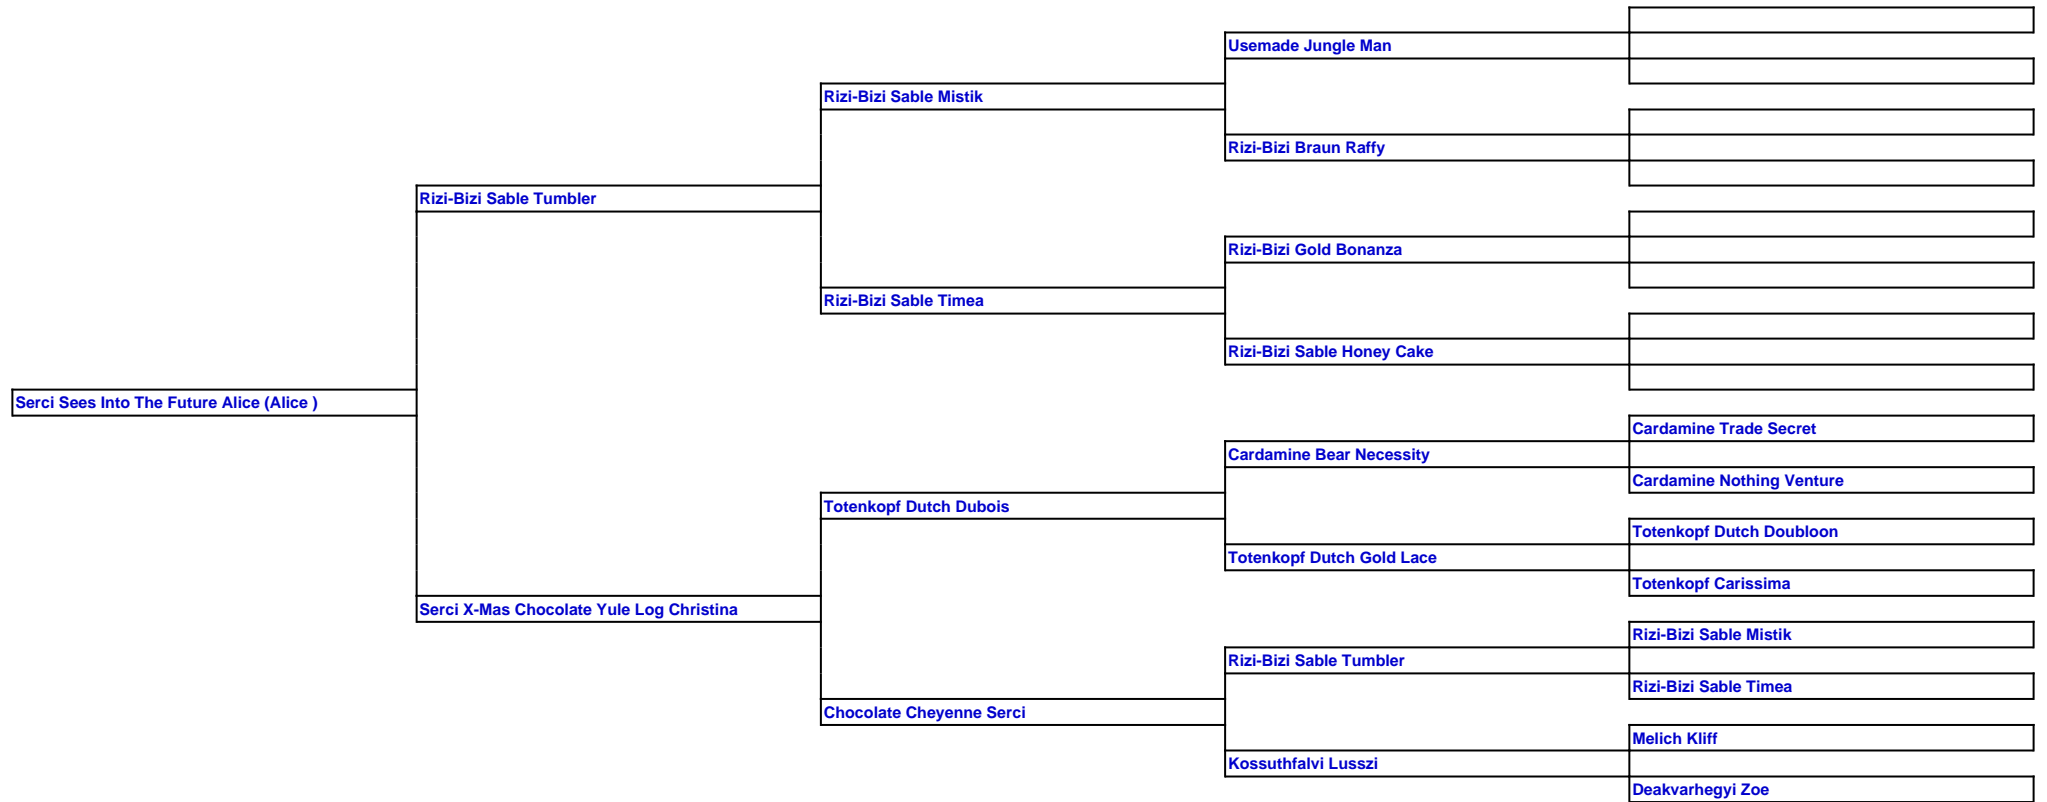 Usemade Jungle Man
Rizi-Bizi Sable Mistik
Rizi-Bizi Braun Raffy
Rizi-Bizi Sable Tumbler
Rizi-Bizi Gold Bonanza
Rizi-Bizi Sable Timea
Rizi-Bizi Sable Honey Cake
Serci Sees Into The Future Alice (Alice )
Cardamine Trade Secret
Cardamine Bear Necessity
Cardamine Nothing Venture
Totenkopf Dutch Dubois
Totenkopf Dutch Doubloon
Totenkopf Dutch Gold Lace
Totenkopf Carissima
Serci X-Mas Chocolate Yule Log Christina
Rizi-Bizi Sable Mistik
Rizi-Bizi Sable Tumbler
Rizi-Bizi Sable Timea
Chocolate Cheyenne Serci
Melich Kliff
Kossuthfalvi Lusszi
Deakvarhegyi Zoe